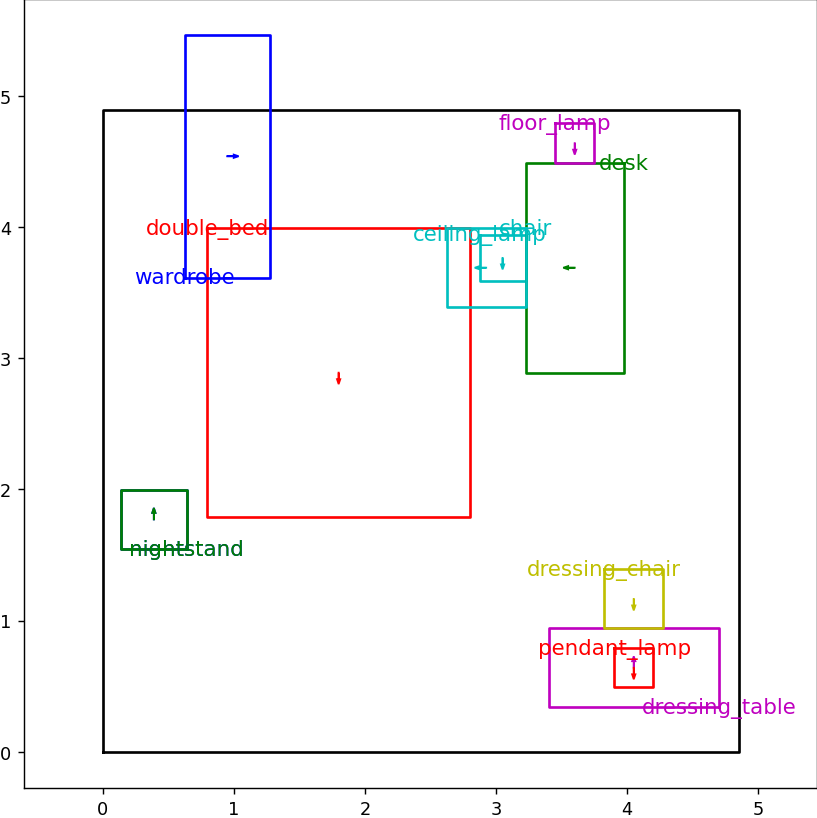 floor_lamp
desk
double_bed
chair
ceiling_lamp
wardrobe
nightstand
dressing_chair
pendant_lamp
dressing_table
5
4
3
2
1
0
0 1 2 3 4 5